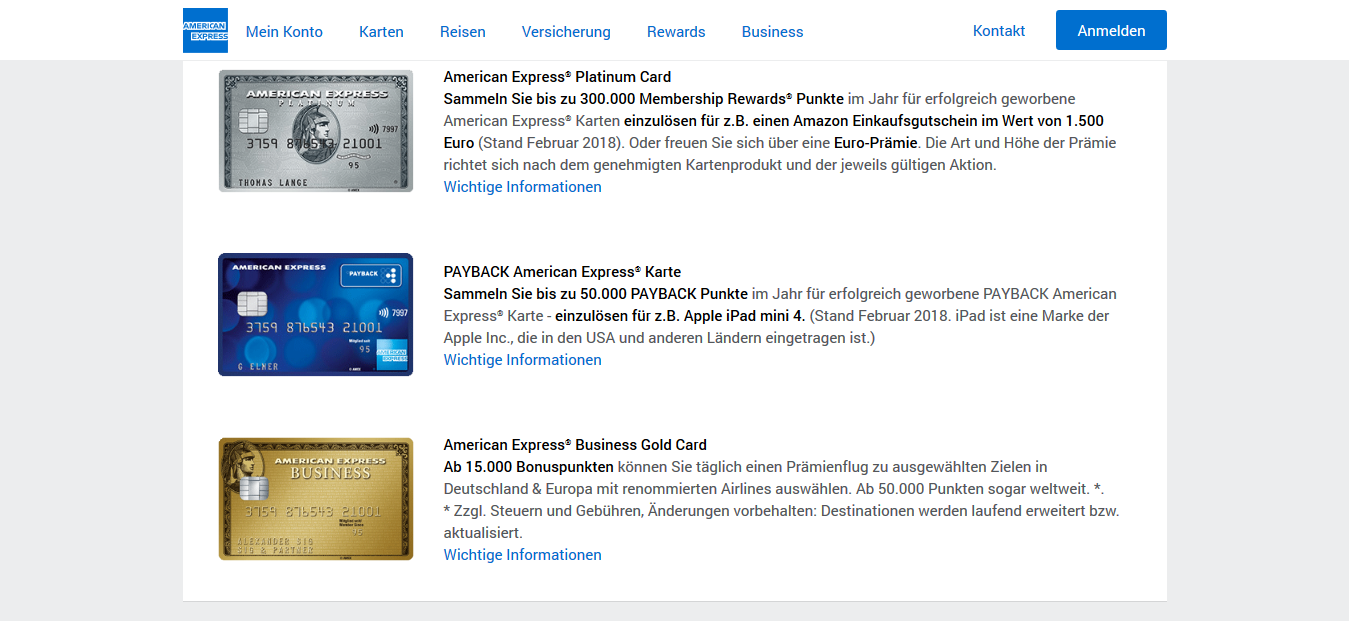 AMERICAN EXPRESS
Mein Konto Karten Reisen Versicherung Rewards Business Kontakt Anmelden
AMERICAN EXPRESS
PLATINUM
7997
3759 876543 21001
95
THOMAS LANGE
American Express® Platinum Card
Sammeln Sie bis zu 300.000 Membership Rewards® Punkte im Jahr für erfolgreich geworbene
American Express® Karten einzulösen für z.B. einen Amazon Einkaufsgutschein im Wert von 1.500
Euro (Stand Februar 2018). Oder freuen Sie sich über eine Euro-Prämie. Die Art und Höhe der Prämie
richtet sich nach dem genehmigten Kartenprodukt und der jeweils gültigen Aktion.
Wichtige Informationen
AMERICAN EXPRESS
PAYBACK
7997
3759 876543 21001
Mitglied seit
95
AMERICAN EXPRESS
G ELMER
PAYBACK American Express® Karte
Sammeln Sie bis zu 50.000 PAYBACK Punkte im Jahr für erfolgreich geworbene PAYBACK American
Express® Karte - einzulösen für z.B. Apple iPad mini 4. (Stand Februar 2018. iPad ist eine Marke der
Apple Inc., die in den USA und anderen Ländern eingetragen ist.)
Wichtige Informationen
AMERICAN EXPRESS
BUSINESS
3759 876543 21001
Mitglied seit
Member Since
95
ALEXANDER SIG
SIG & PARTNER
American Express® Business Gold Card
Ab 15.000 Bonuspunkten können Sie täglich einen Prämienflug zu ausgewählten Zielen in
Deutschland & Europa mit renommierten Airlines auswählen. Ab 50.000 Punkten sogar weltweit. *.
* Zzgl. Steuern und Gebühren, Änderungen vorbehalten: Destinationen werden laufend erweitert bzw.
aktualisiert.
Wichtige Informationen